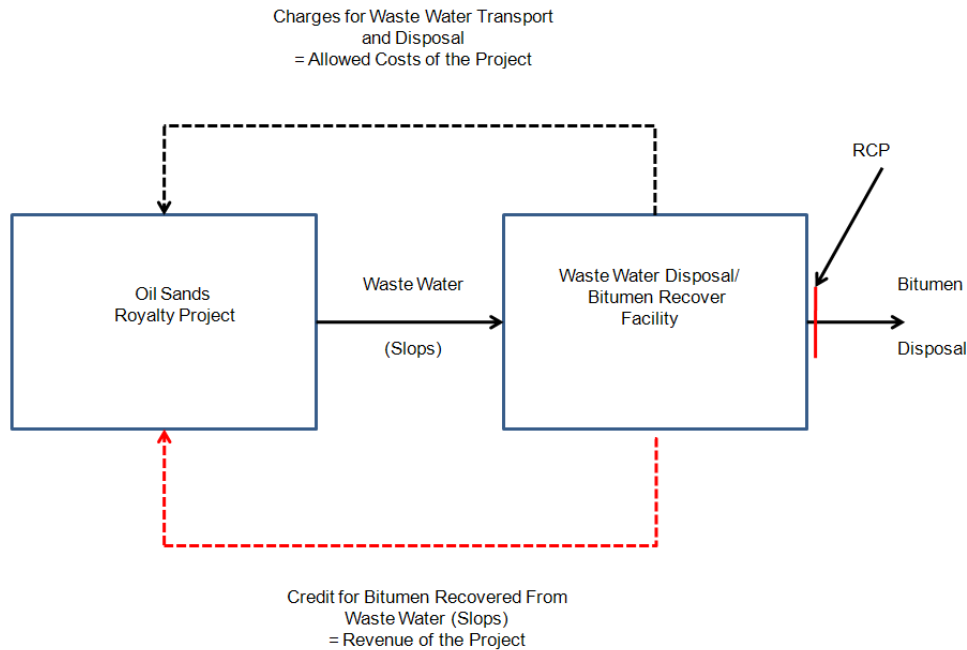 Charges for Waste Water Transport
and Disposal
= Allowed Costs of the Project
RCP
Oil Sands
Royalty Project
Waste Water
(Slops)
Waste Water Disposal/
Bitumen Recover
Facility
Bitumen
Disposal
Credit for Bitumen Recovered From
Waste Water (Slops)
= Revenue of the Project